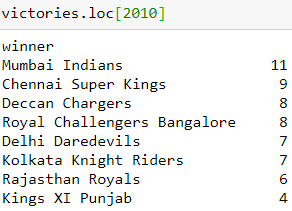 victories.loc[2010]
winner
Mumbai Indians 11
Chennai Super Kings 9
Deccan Chargers 8
Royal Challengers Bangalore 8
Delhi Daredevils 7
Kolkata Knight Riders 7
Rajasthan Royals 6
Kings XI Punjab 4